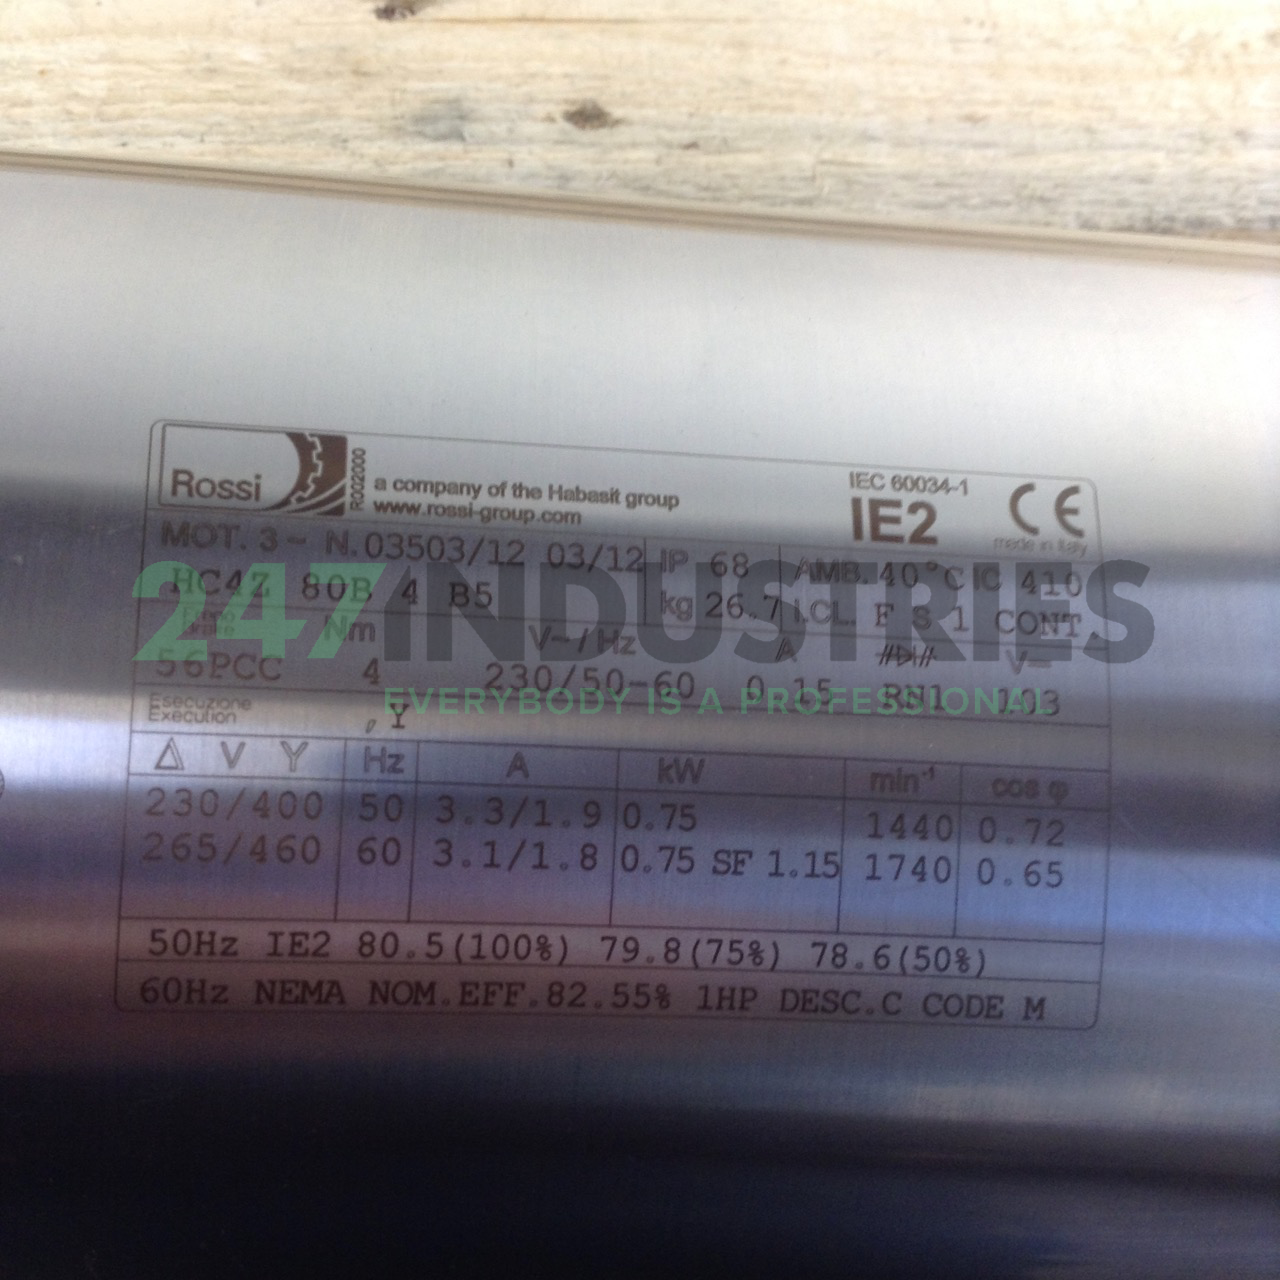 Rossi
R002000
a company of the Habasit group
www.rossi-group.com
IEC 60034-1
IE2
CE
made in Italy
MOT. 3~ N. 03503/12 03/12 IP 68 AMB. 40°C IC 410
HC4Z 80B 4 B5 kg 26.7 I.CL. F S 1 CONT.
Nm V~/Hz A V=
56PCC 4 230/50-60 0.15 RN1 103
Esecuzione
Execution
, Y
Δ V Y Hz A kW min-1 cos φ
230/400 50 3.3/1.9 0.75 1440 0.72
265/460 60 3.1/1.8 0.75 SF 1.15 1740 0.65
50Hz IE2 80.5(100%) 79.8(75%) 78.6(50%)
60Hz NEMA NOM.EFF.82.55% 1HP DESC.C CODE M
247INDUSTRIES
EVERYBODY IS A PROFESSIONAL